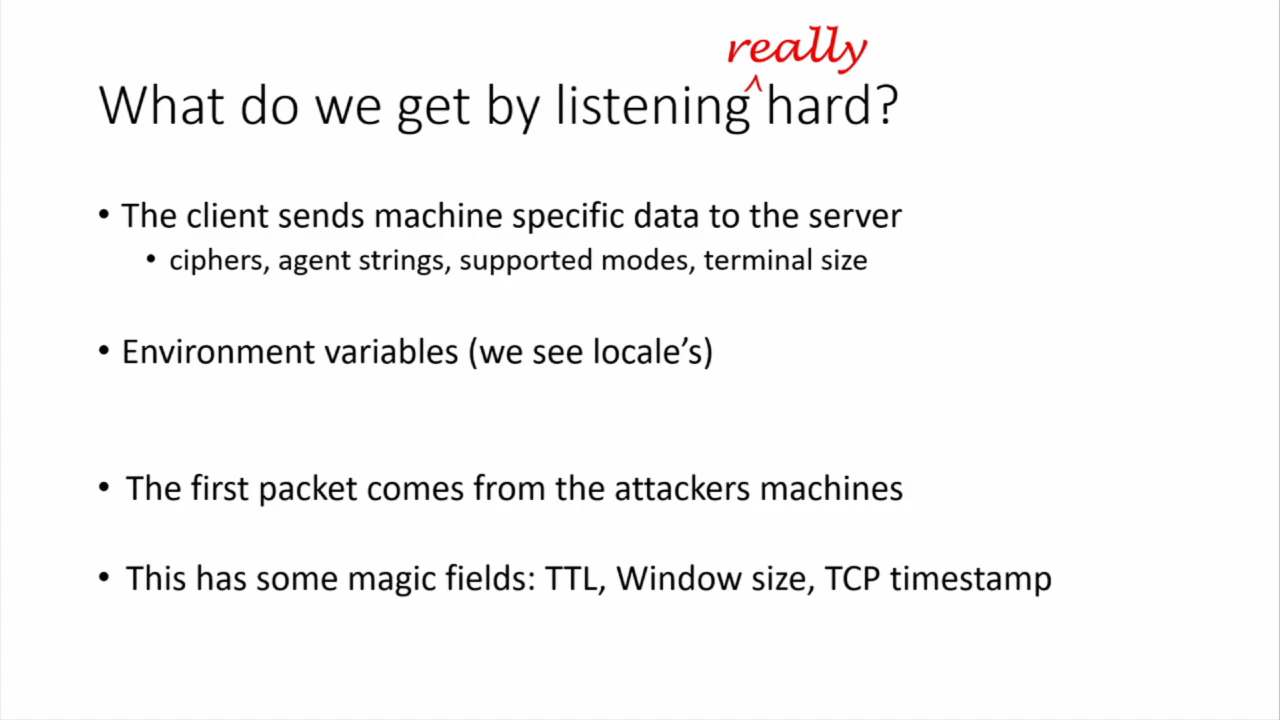 really
What do we get by listening ^ hard?
• The client sends machine specific data to the server
• ciphers, agent strings, supported modes, terminal size
• Environment variables (we see locale's)
• The first packet comes from the attackers machines
• This has some magic fields: TTL, Window size, TCP timestamp